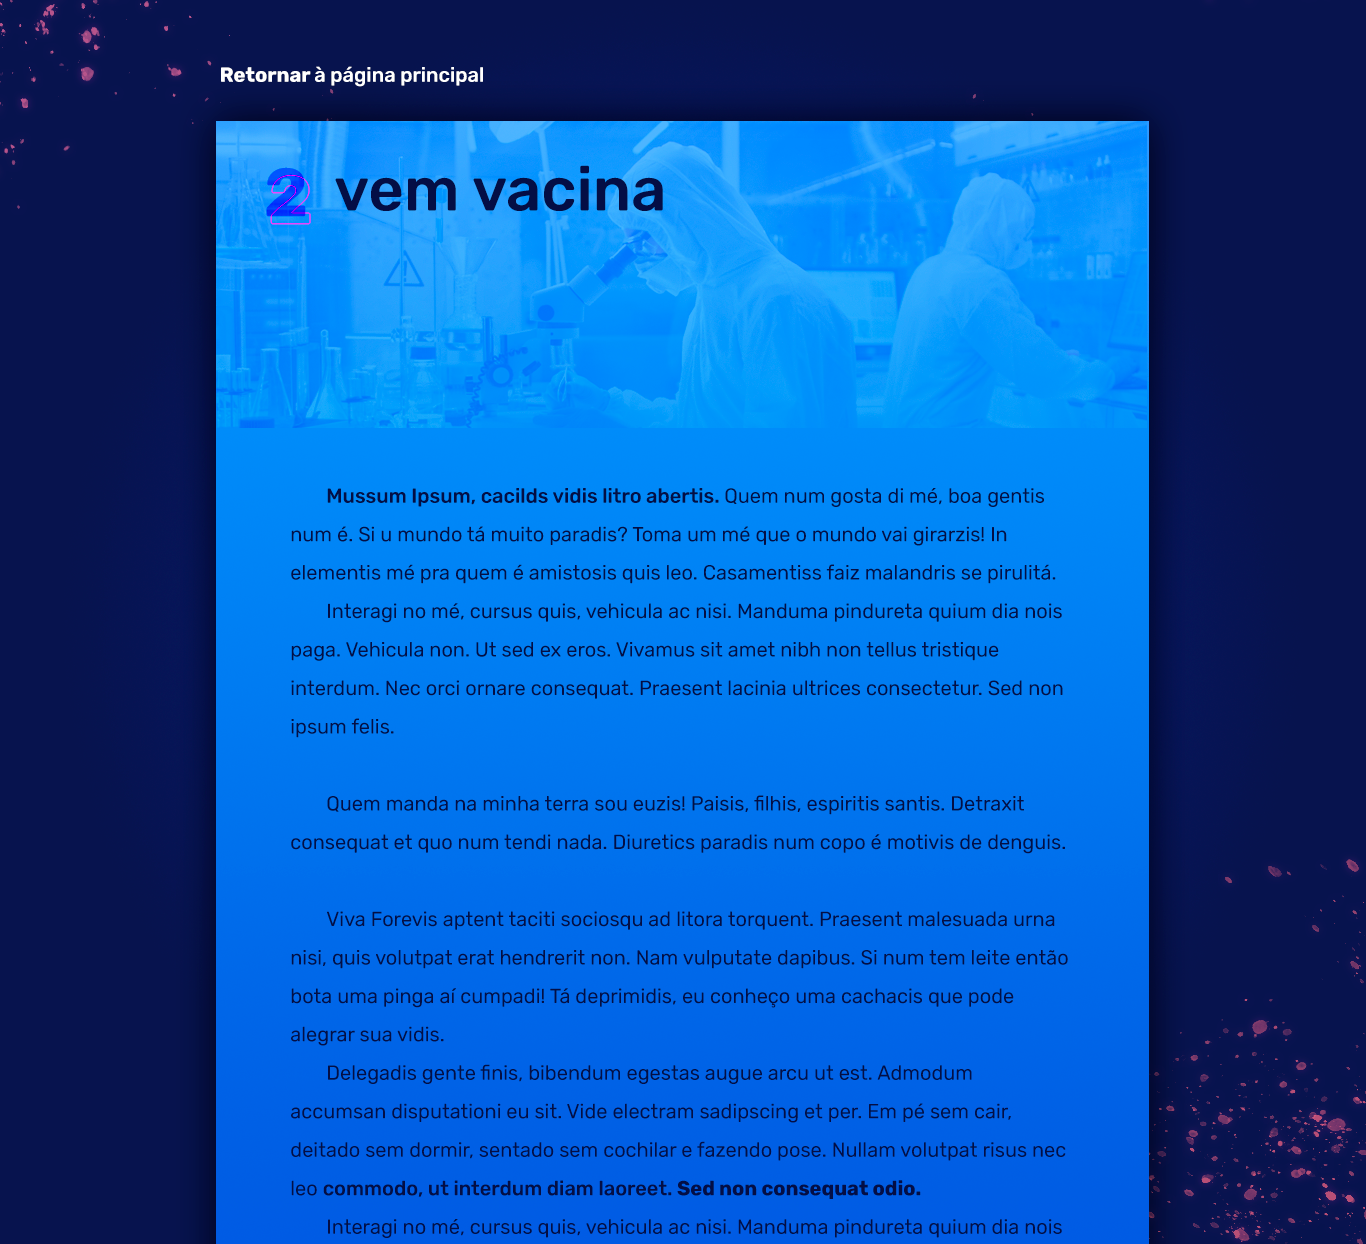 Retornar à página principal
2 vem vacina
Mussum Ipsum, cacilds vidis litro abertis. Quem num gosta di mé, boa gentis
num é. Si u mundo tá muito paradis? Toma um mé que o mundo vai girarzis! In
elementis mé pra quem é amistosis quis leo. Casamentiss faiz malandris se pirulitá.
Interagi no mé, cursus quis, vehicula ac nisi. Manduma pindureta quium dia nois
paga. Vehicula non. Ut sed ex eros. Vivamus sit amet nibh non tellus tristique
interdum. Nec orci ornare consequat. Praesent lacinia ultrices consectetur. Sed non
ipsum felis.
Quem manda na minha terra sou euzis! Paisis, filhis, espiritis santis. Detraxit
consequat et quo num tendi nada. Diuretics paradis num copo é motivis de denguis.
Viva Forevis aptent taciti sociosqu ad litora torquent. Praesent malesuada urna
nisi, quis volutpat erat hendrerit non. Nam vulputate dapibus. Si num tem leite então
bota uma pinga aí cumpadi! Tá deprimidis, eu conheço uma cachacis que pode
alegrar sua vidis.
Delegadis gente finis, bibendum egestas augue arcu ut est. Admodum
accumsan disputationi eu sit. Vide electram sadipscing et per. Em pé sem cair,
deitado sem dormir, sentado sem cochilar e fazendo pose. Nullam volutpat risus nec
leo commodo, ut interdum diam laoreet. Sed non consequat odio.
Interagi no mé, cursus quis, vehicula ac nisi. Manduma pindureta quium dia nois